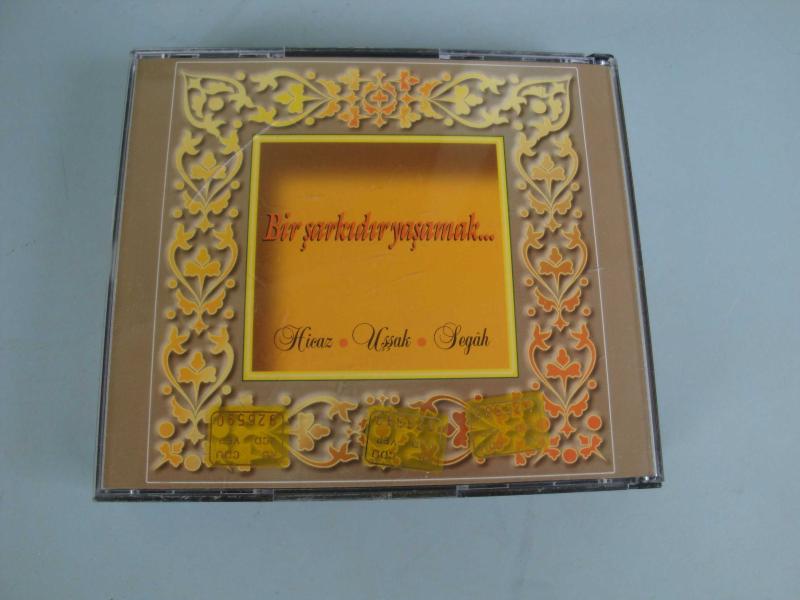 Bir şarkıdır yaşamak...
Hicaz • Uşşak • Segâh